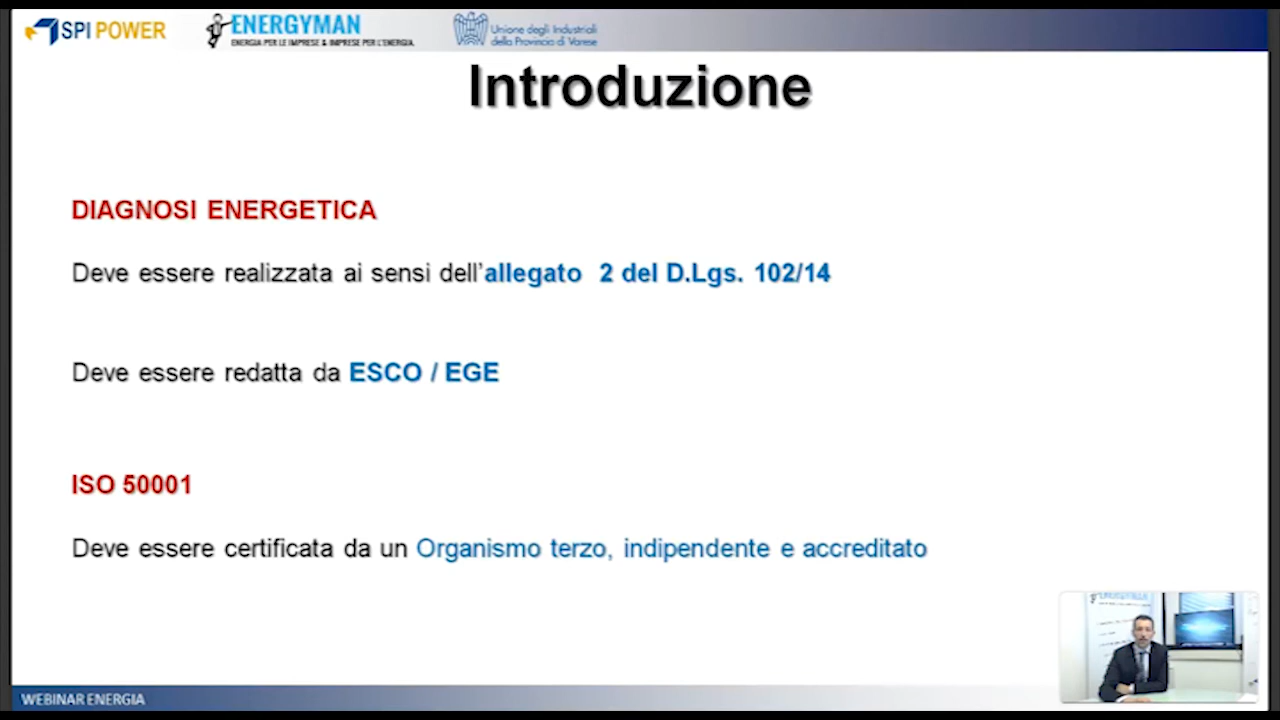 SPI POWER
ENERGYMAN
ENERGIA PER LE IMPRESE & IMPRESE PER L'ENERGIA.
Unione degli Industriali
della Provincia di Varese
Introduzione
DIAGNOSI ENERGETICA
Deve essere realizzata ai sensi dell'allegato 2 del D.Lgs. 102/14
Deve essere redatta da ESCO / EGE
ISO 50001
Deve essere certificata da un Organismo terzo, indipendente e accreditato
ENERGYMAN
WEBINAR ENERGIA